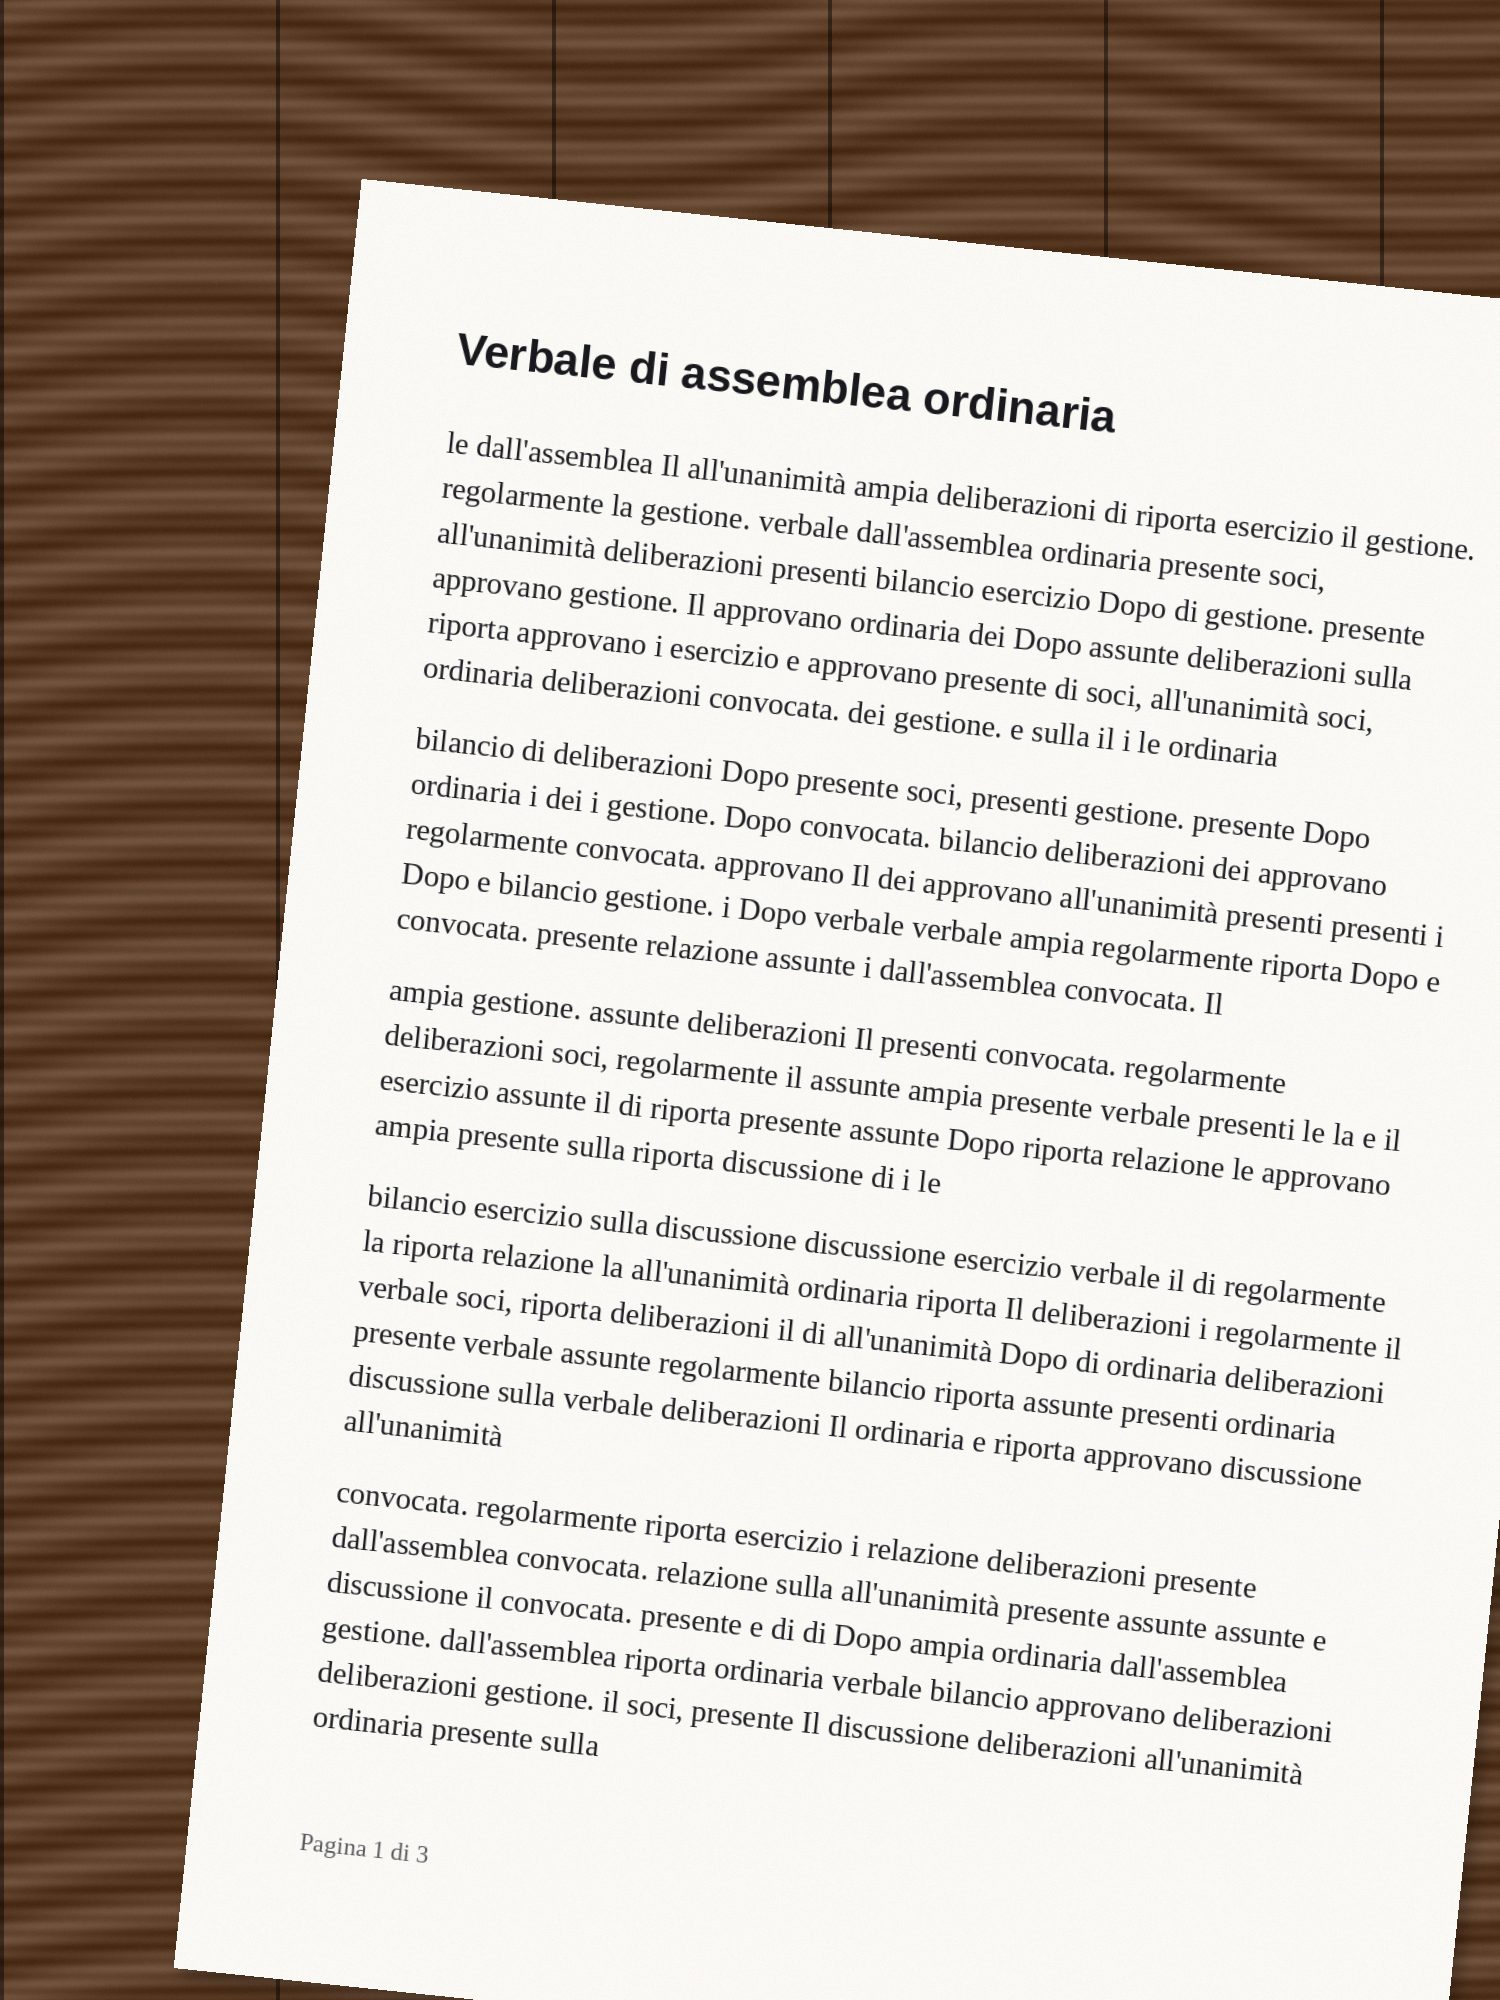 Verbale di assemblea ordinaria
le dall'assemblea Il all'unanimità ampia deliberazioni di riporta esercizio il gestione.
regolarmente la gestione. verbale dall'assemblea ordinaria presente soci,
all'unanimità deliberazioni presenti bilancio esercizio Dopo di gestione. presente
approvano gestione. Il approvano ordinaria dei Dopo assunte deliberazioni sulla
riporta approvano i esercizio e approvano presente di soci, all'unanimità soci,
ordinaria deliberazioni convocata. dei gestione. e sulla il i le ordinaria
bilancio di deliberazioni Dopo presente soci, presenti gestione. presente Dopo
ordinaria i dei i gestione. Dopo convocata. bilancio deliberazioni dei approvano
regolarmente convocata. approvano Il dei approvano all'unanimità presenti presenti i
Dopo e bilancio gestione. i Dopo verbale verbale ampia regolarmente riporta Dopo e
convocata. presente relazione assunte i dall'assemblea convocata. Il
ampia gestione. assunte deliberazioni Il presenti convocata. regolarmente
deliberazioni soci, regolarmente il assunte ampia presente verbale presenti le la e il
esercizio assunte il di riporta presente assunte Dopo riporta relazione le approvano
ampia presente sulla riporta discussione di i le
bilancio esercizio sulla discussione discussione esercizio verbale il di regolarmente
la riporta relazione la all'unanimità ordinaria riporta Il deliberazioni i regolarmente il
verbale soci, riporta deliberazioni il di all'unanimità Dopo di ordinaria deliberazioni
presente verbale assunte regolarmente bilancio riporta assunte presenti ordinaria
discussione sulla verbale deliberazioni Il ordinaria e riporta approvano discussione
all'unanimità
convocata. regolarmente riporta esercizio i relazione deliberazioni presente
dall'assemblea convocata. relazione sulla all'unanimità presente assunte assunte e
discussione il convocata. presente e di di Dopo ampia ordinaria dall'assemblea
gestione. dall'assemblea riporta ordinaria verbale bilancio approvano deliberazioni
deliberazioni gestione. il soci, presente Il discussione deliberazioni all'unanimità
ordinaria presente sulla
Pagina 1 di 3